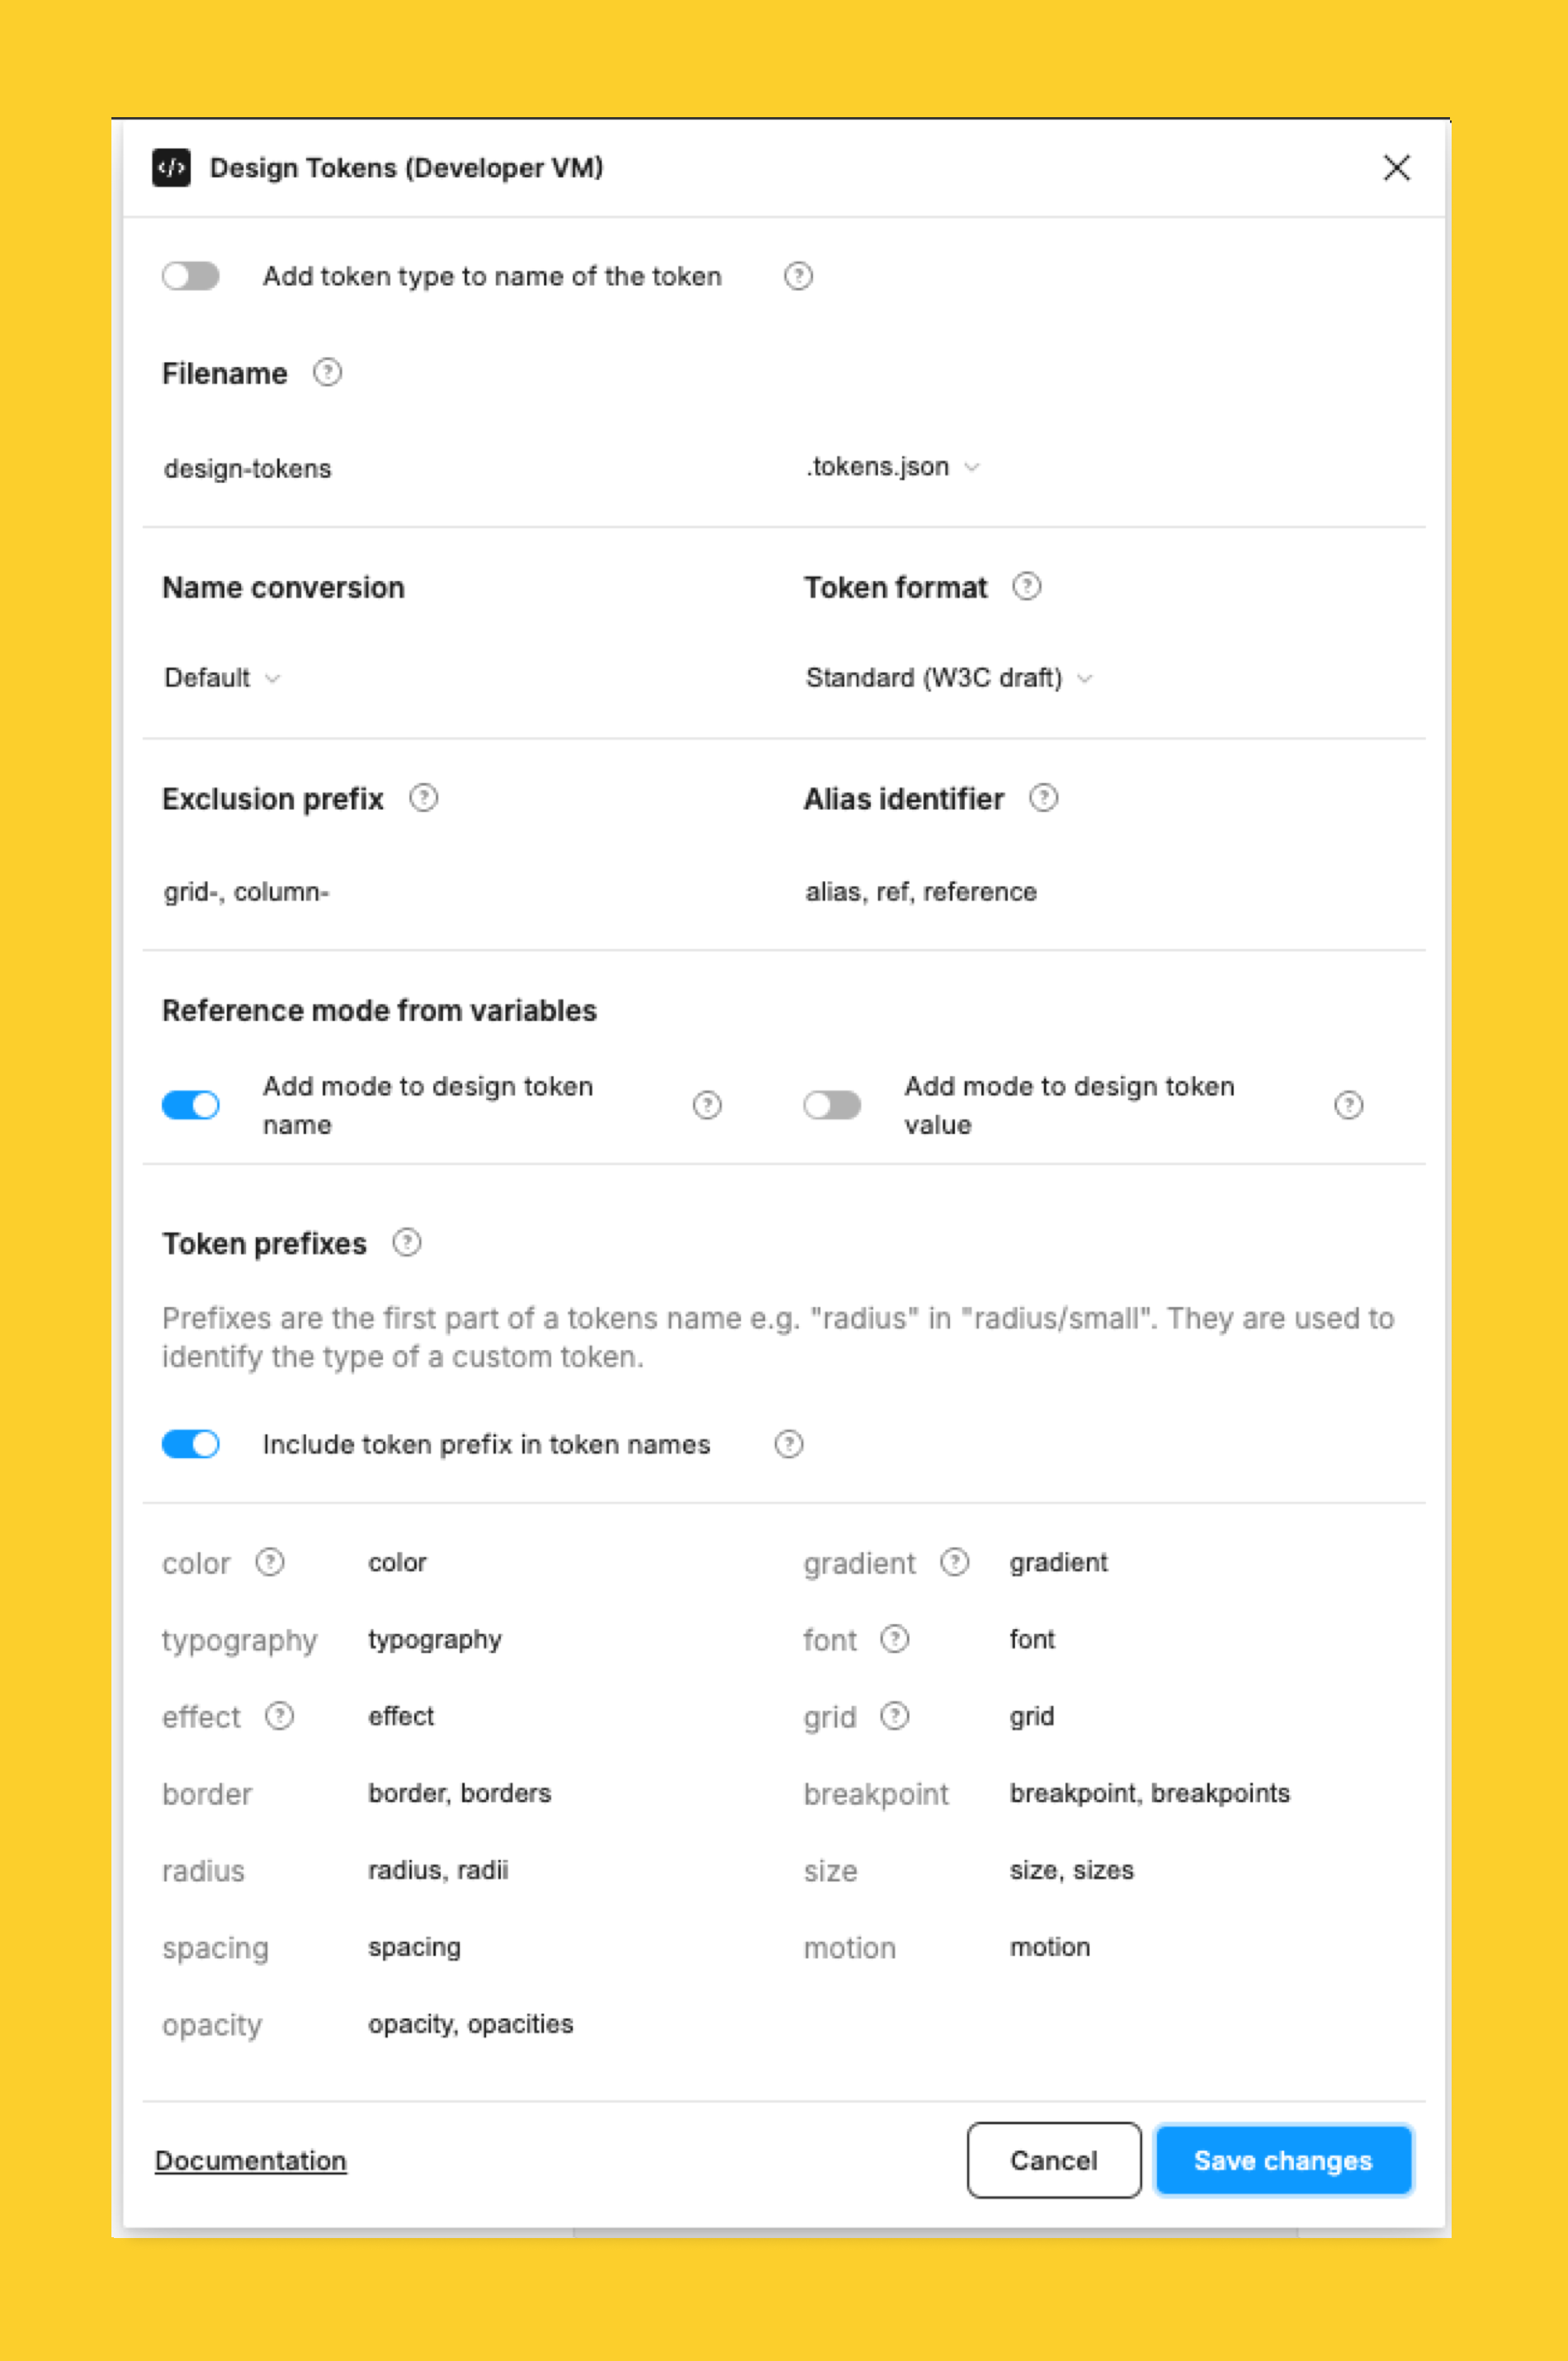 </> Design Tokens (Developer VM)
Add token type to name of the token ?
Filename ?
design-tokens .tokens.json
Name conversion Token format ?
Default Standard (W3C draft)
Exclusion prefix ? Alias identifier ?
grid-, column- alias, ref, reference
Reference mode from variables
Add mode to design token name ? Add mode to design token value ?
Token prefixes ?
Prefixes are the first part of a tokens name e.g. "radius" in "radius/small". They are used to
identify the type of a custom token.
Include token prefix in token names ?
color ? color gradient ? gradient
typography typography font ? font
effect ? effect grid ? grid
border border, borders breakpoint breakpoint, breakpoints
radius radius, radii size size, sizes
spacing spacing motion motion
opacity opacity, opacities
Documentation Cancel Save changes